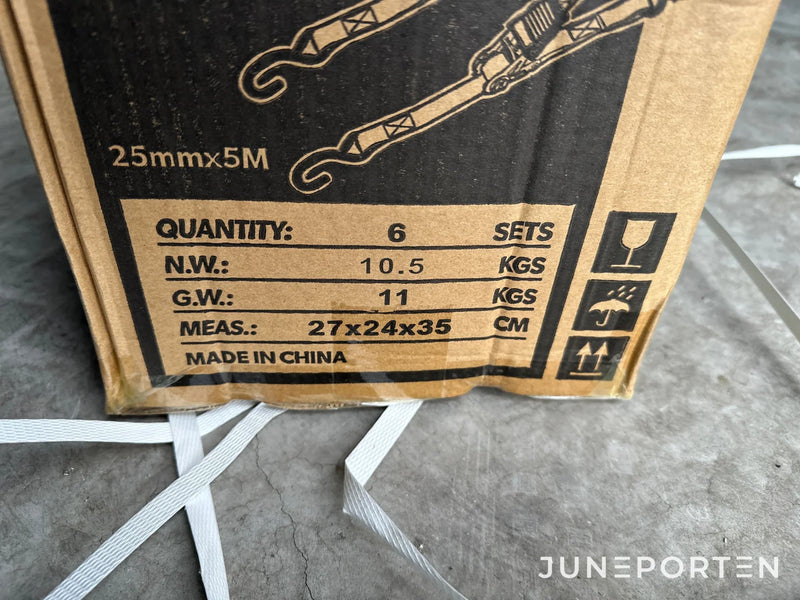 25mmx5M
QUANTITY: 6 SETS
N.W.: 10.5 KGS
G.W.: 11 KGS
MEAS.: 27x24x35 CM
MADE IN CHINA
JUNEPORTEN